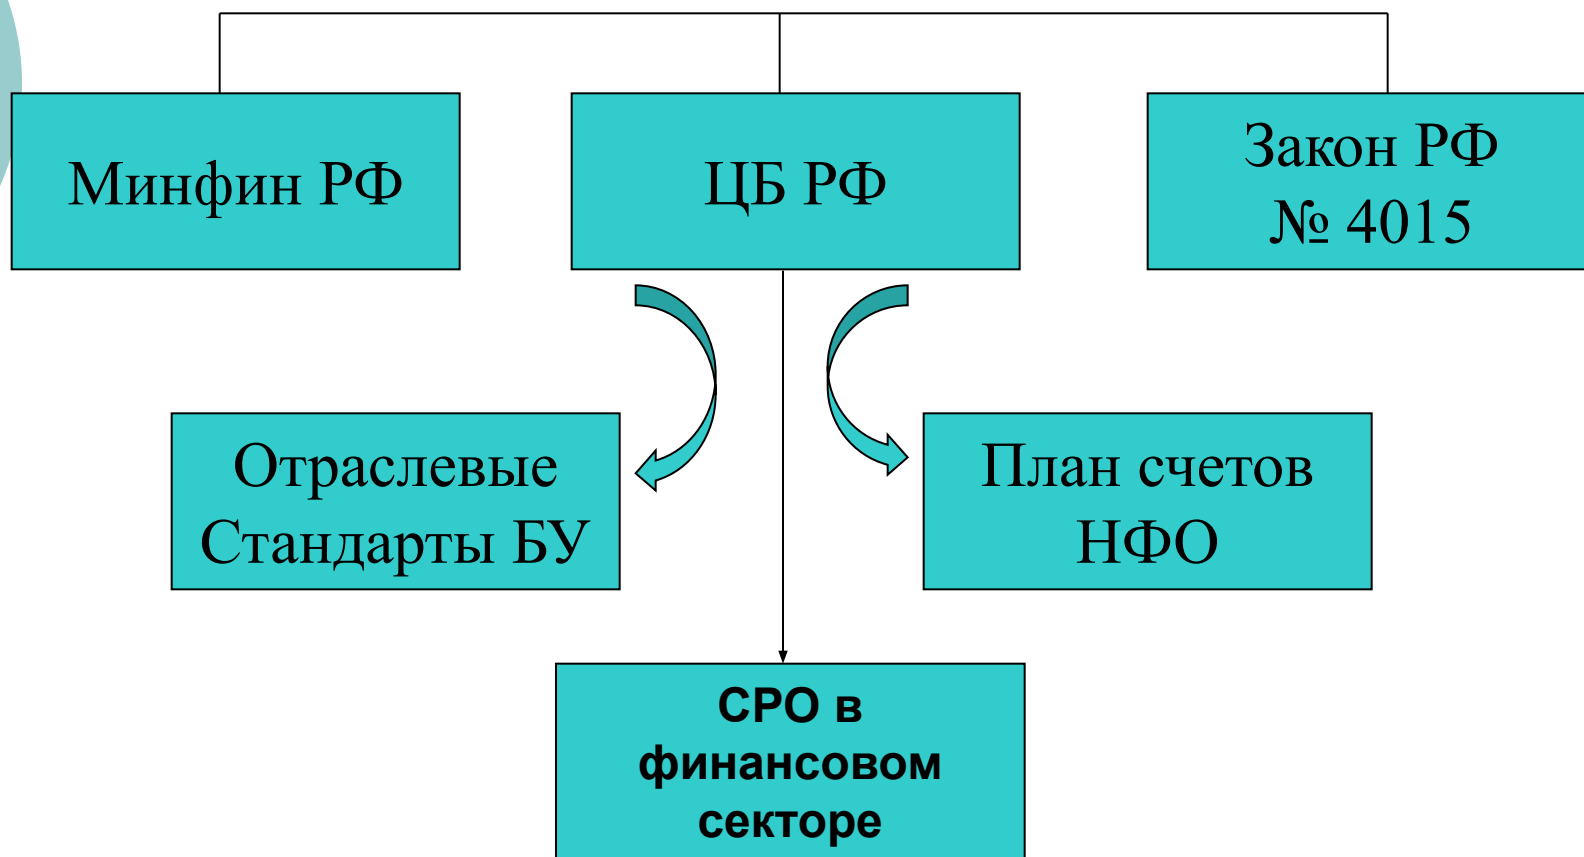 Минфин РФ
ЦБ РФ
Закон РФ
№ 4015
Отраслевые
Стандарты БУ
План счетов
НФО
СРО в
финансовом
секторе